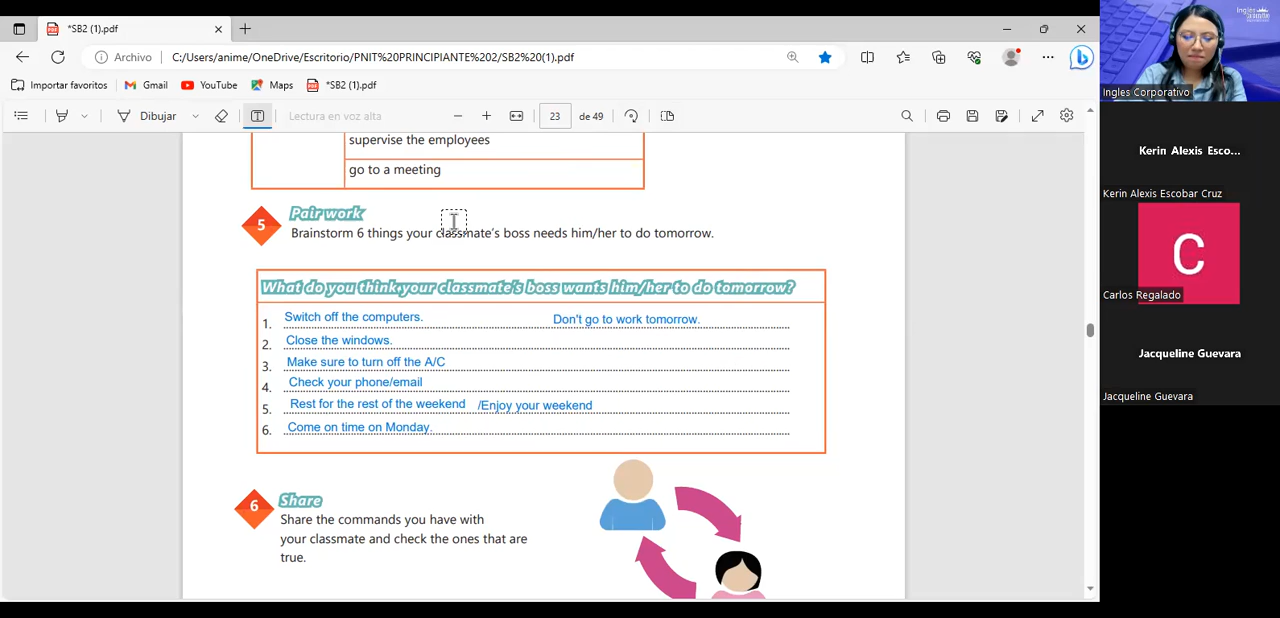 *SB2 (1).pdf
Archivo C:/Users/anime/OneDrive/Escritorio/PNIT%20PRINCIPIANTE%202/SB2%20(1).pdf
Importar favoritos Gmail YouTube Maps *SB2 (1).pdf
Dibujar Lectura en voz alta 23 de 49
supervise the employees
go to a meeting
5 Pair work
Brainstorm 6 things your classmate's boss needs him/her to do tomorrow.
What do you think your classmate's boss wants him/her to do tomorrow?
1. Switch off the computers. Don't go to work tomorrow.
2. Close the windows.
3. Make sure to turn off the A/C
4. Check your phone/email
5. Rest for the rest of the weekend /Enjoy your weekend
6. Come on time on Monday.
6 Share
Share the commands you have with
your classmate and check the ones that are
true.
Ingles Corporativo
Kerin Alexis Esco...
Kerin Alexis Escobar Cruz
C
Carlos Regalado
Jacqueline Guevara
Jacqueline Guevara